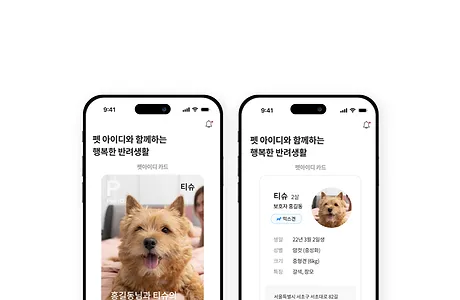 9:41
펫 아이디와 함께하는
행복한 반려생활
펫아이디 카드
P
티슈
홍길동님과 티슈의
9:41
펫 아이디와 함께하는
행복한 반려생활
펫아이디 카드
티슈 2살
보호자 홍길동
믹스견
생일 22년 3월 2일생
성별 암컷 (중성화)
크기 중형견 (6kg)
특징 갈색, 장모
서울특별시 서초구 서초대로 82길